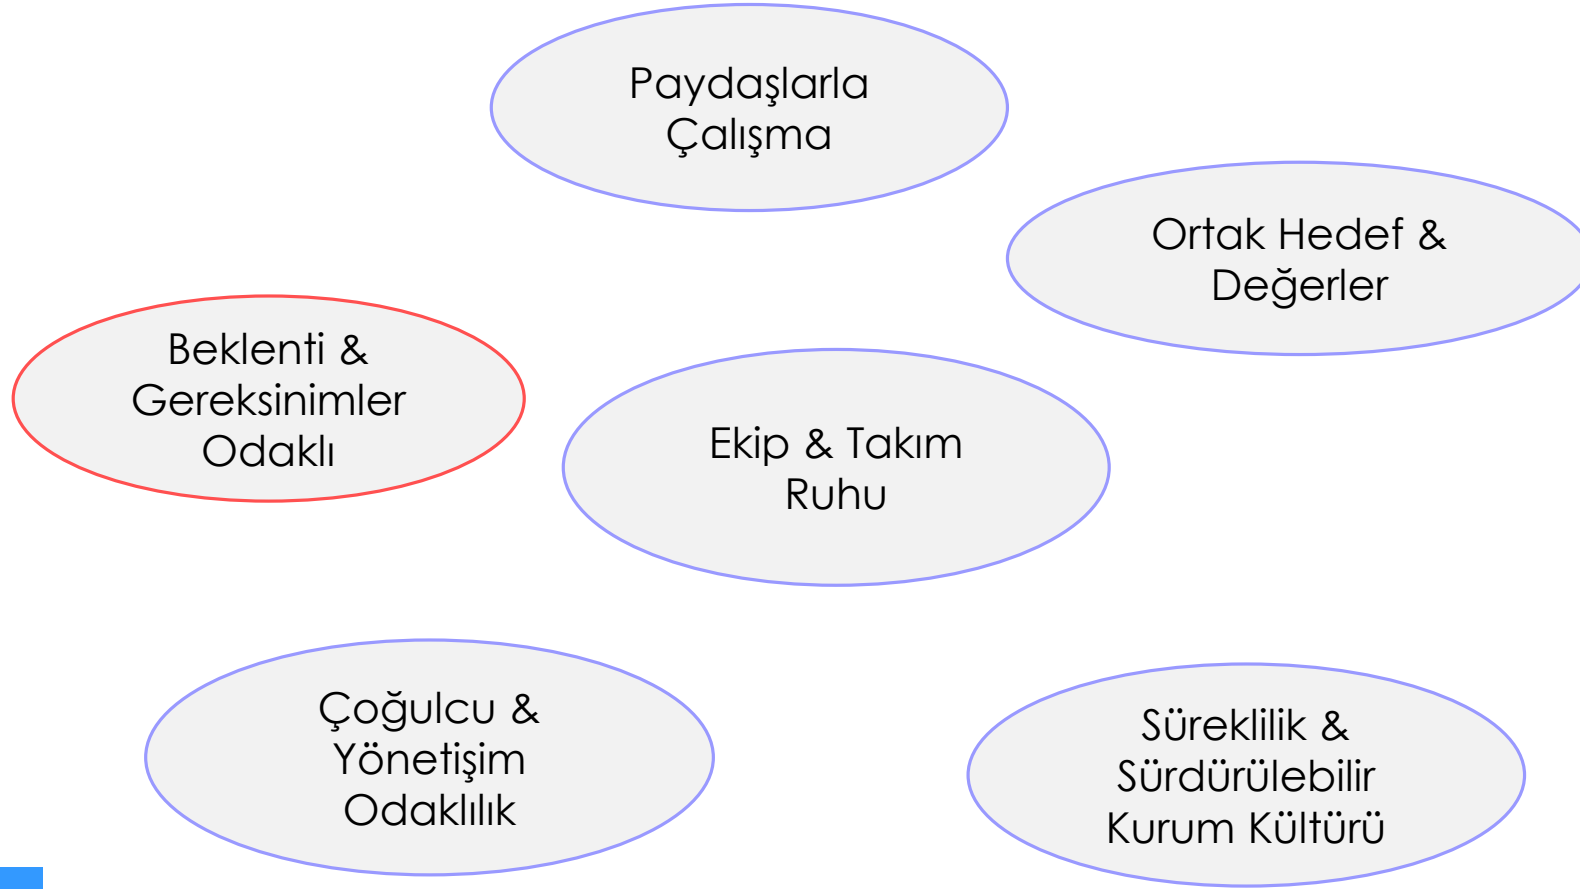 Paydaşlarla
Çalışma
Ortak Hedef &
Değerler
Beklenti &
Gereksinimler
Odaklı
Ekip & Takım
Ruhu
Çoğulcu &
Yönetişim
Odaklılık
Süreklilik &
Sürdürülebilir
Kurum Kültürü